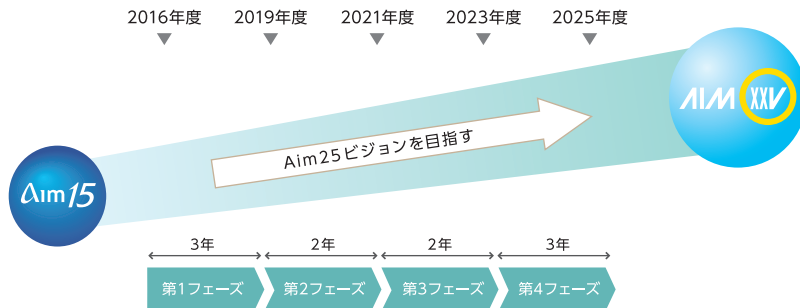 2016年度 2019年度 2021年度 2023年度 2025年度
AIM XXV
Aim25ビジョンを目指す
Aim 15
3年 2年 2年 3年
第1フェーズ 第2フェーズ 第3フェーズ 第4フェーズ